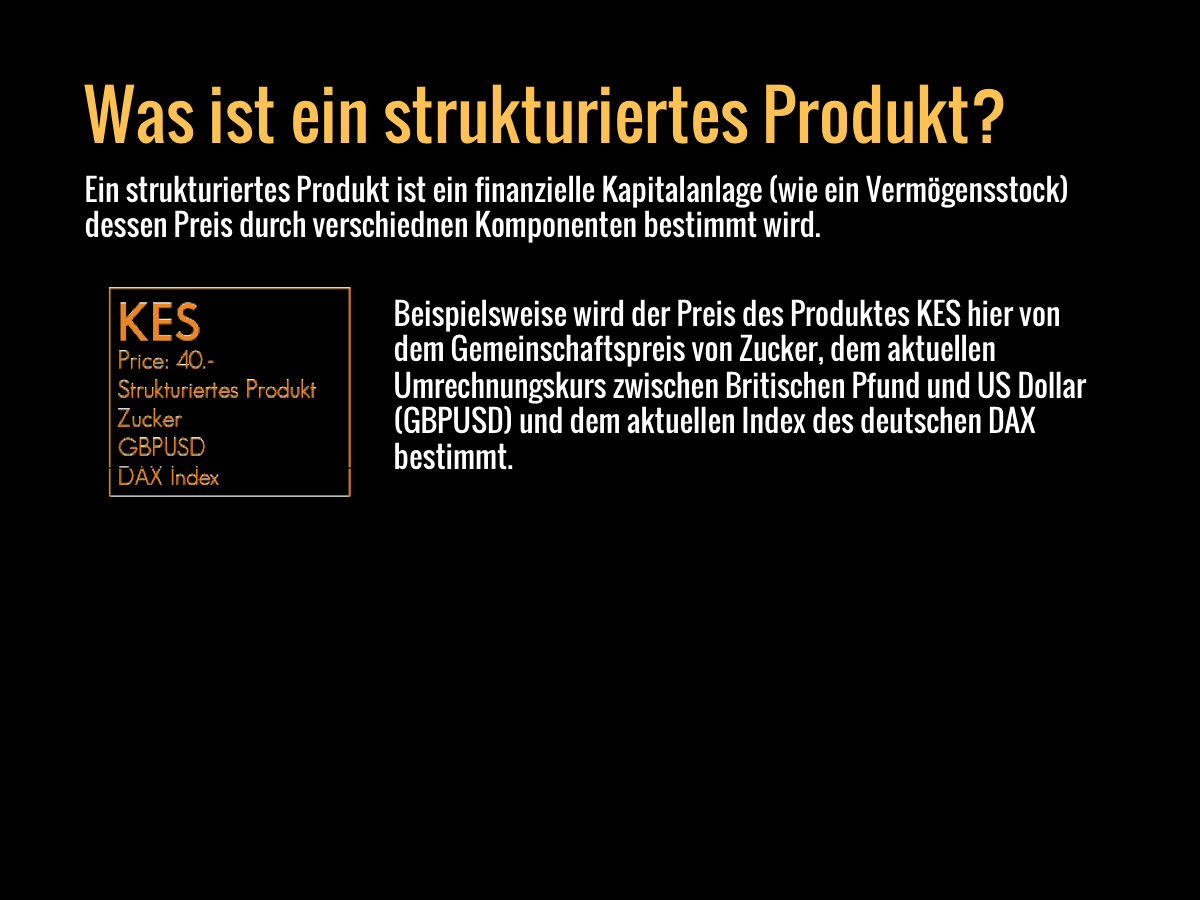 Was ist ein strukturiertes Produkt?
Ein strukturiertes Produkt ist ein finanzielle Kapitalanlage (wie ein Vermögensstock)
dessen Preis durch verschiednen Komponenten bestimmt wird.
KES
Price: 40.-
Strukturiertes Produkt
Zucker
GBPUSD
DAX Index
Beispielsweise wird der Preis des Produktes KES hier von
dem Gemeinschaftspreis von Zucker, dem aktuellen
Umrechnungskurs zwischen Britischen Pfund und US Dollar
(GBPUSD) und dem aktuellen Index des deutschen DAX
bestimmt.